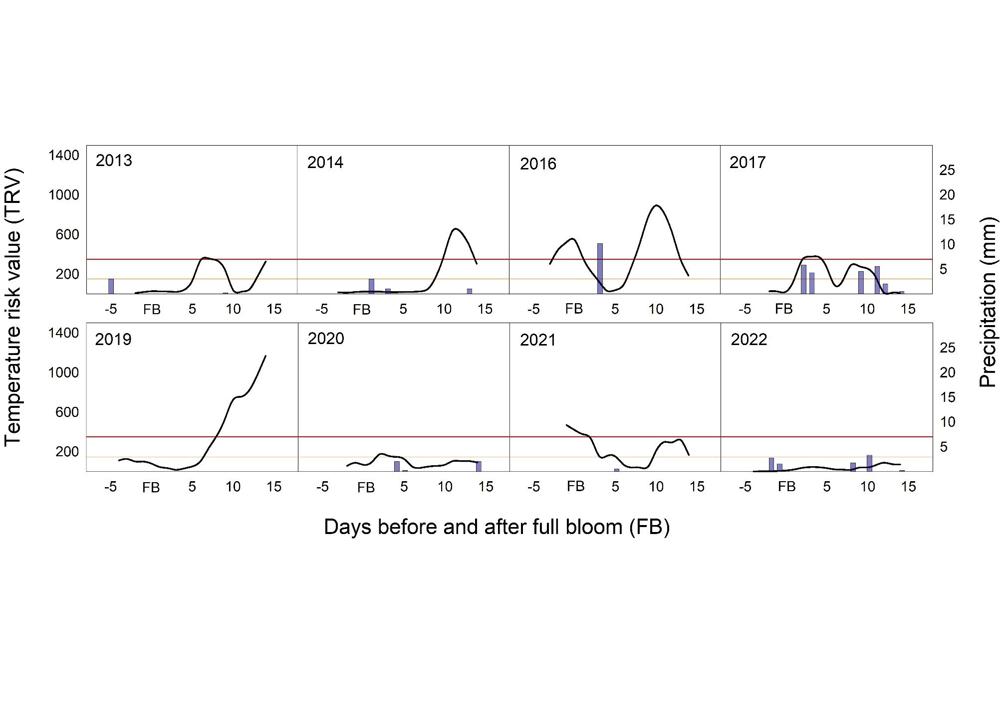 Temperature risk value (TRV)
1400
1000
600
200
2013
2014
2016
2017
25
20
15
10
5
-5 FB 5 10 15
-5 FB 5 10 15
-5 FB 5 10 15
-5 FB 5 10 15
1400
1000
600
200
2019
2020
2021
2022
25
20
15
10
5
-5 FB 5 10 15
-5 FB 5 10 15
-5 FB 5 10 15
-5 FB 5 10 15
Precipitation (mm)
Days before and after full bloom (FB)